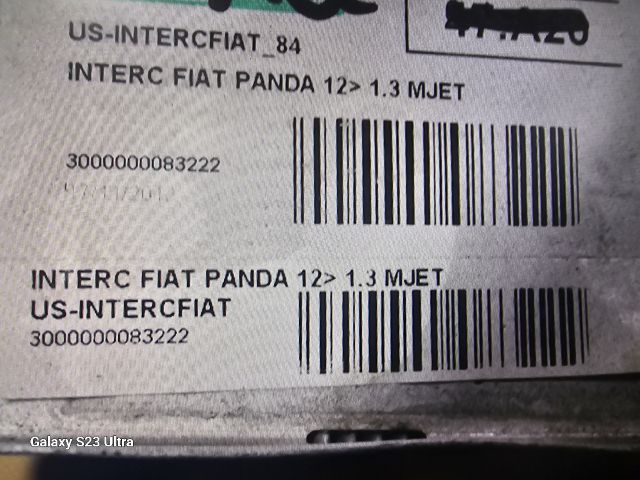 US-INTERCFIAT_84
INTERC FIAT PANDA 12> 1.3 MJET
3000000083222
INTERC FIAT PANDA 12> 1.3 MJET
US-INTERCFIAT
3000000083222
Galaxy S23 Ultra